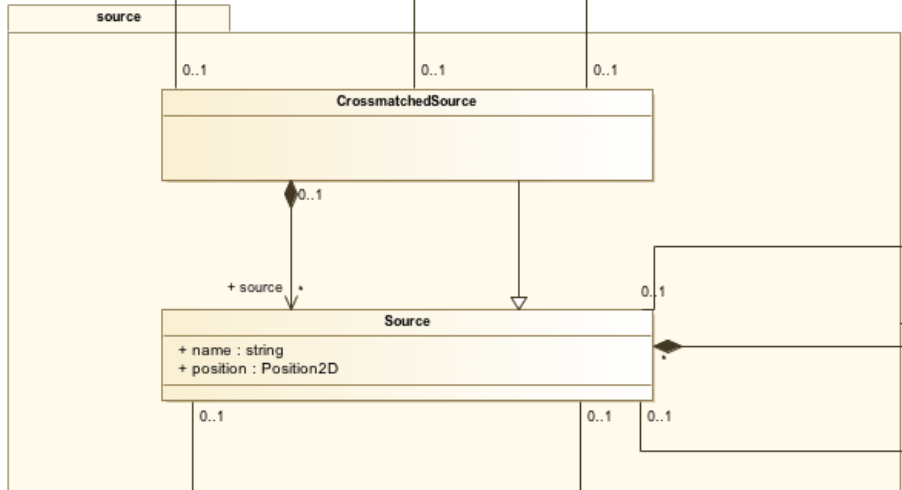 source
0..1
0..1
0..1
CrossmatchedSource
0..1
+ source
*
0..1
Source
+ name : string
+ position : Position2D
*
0..1
0..1
0..1